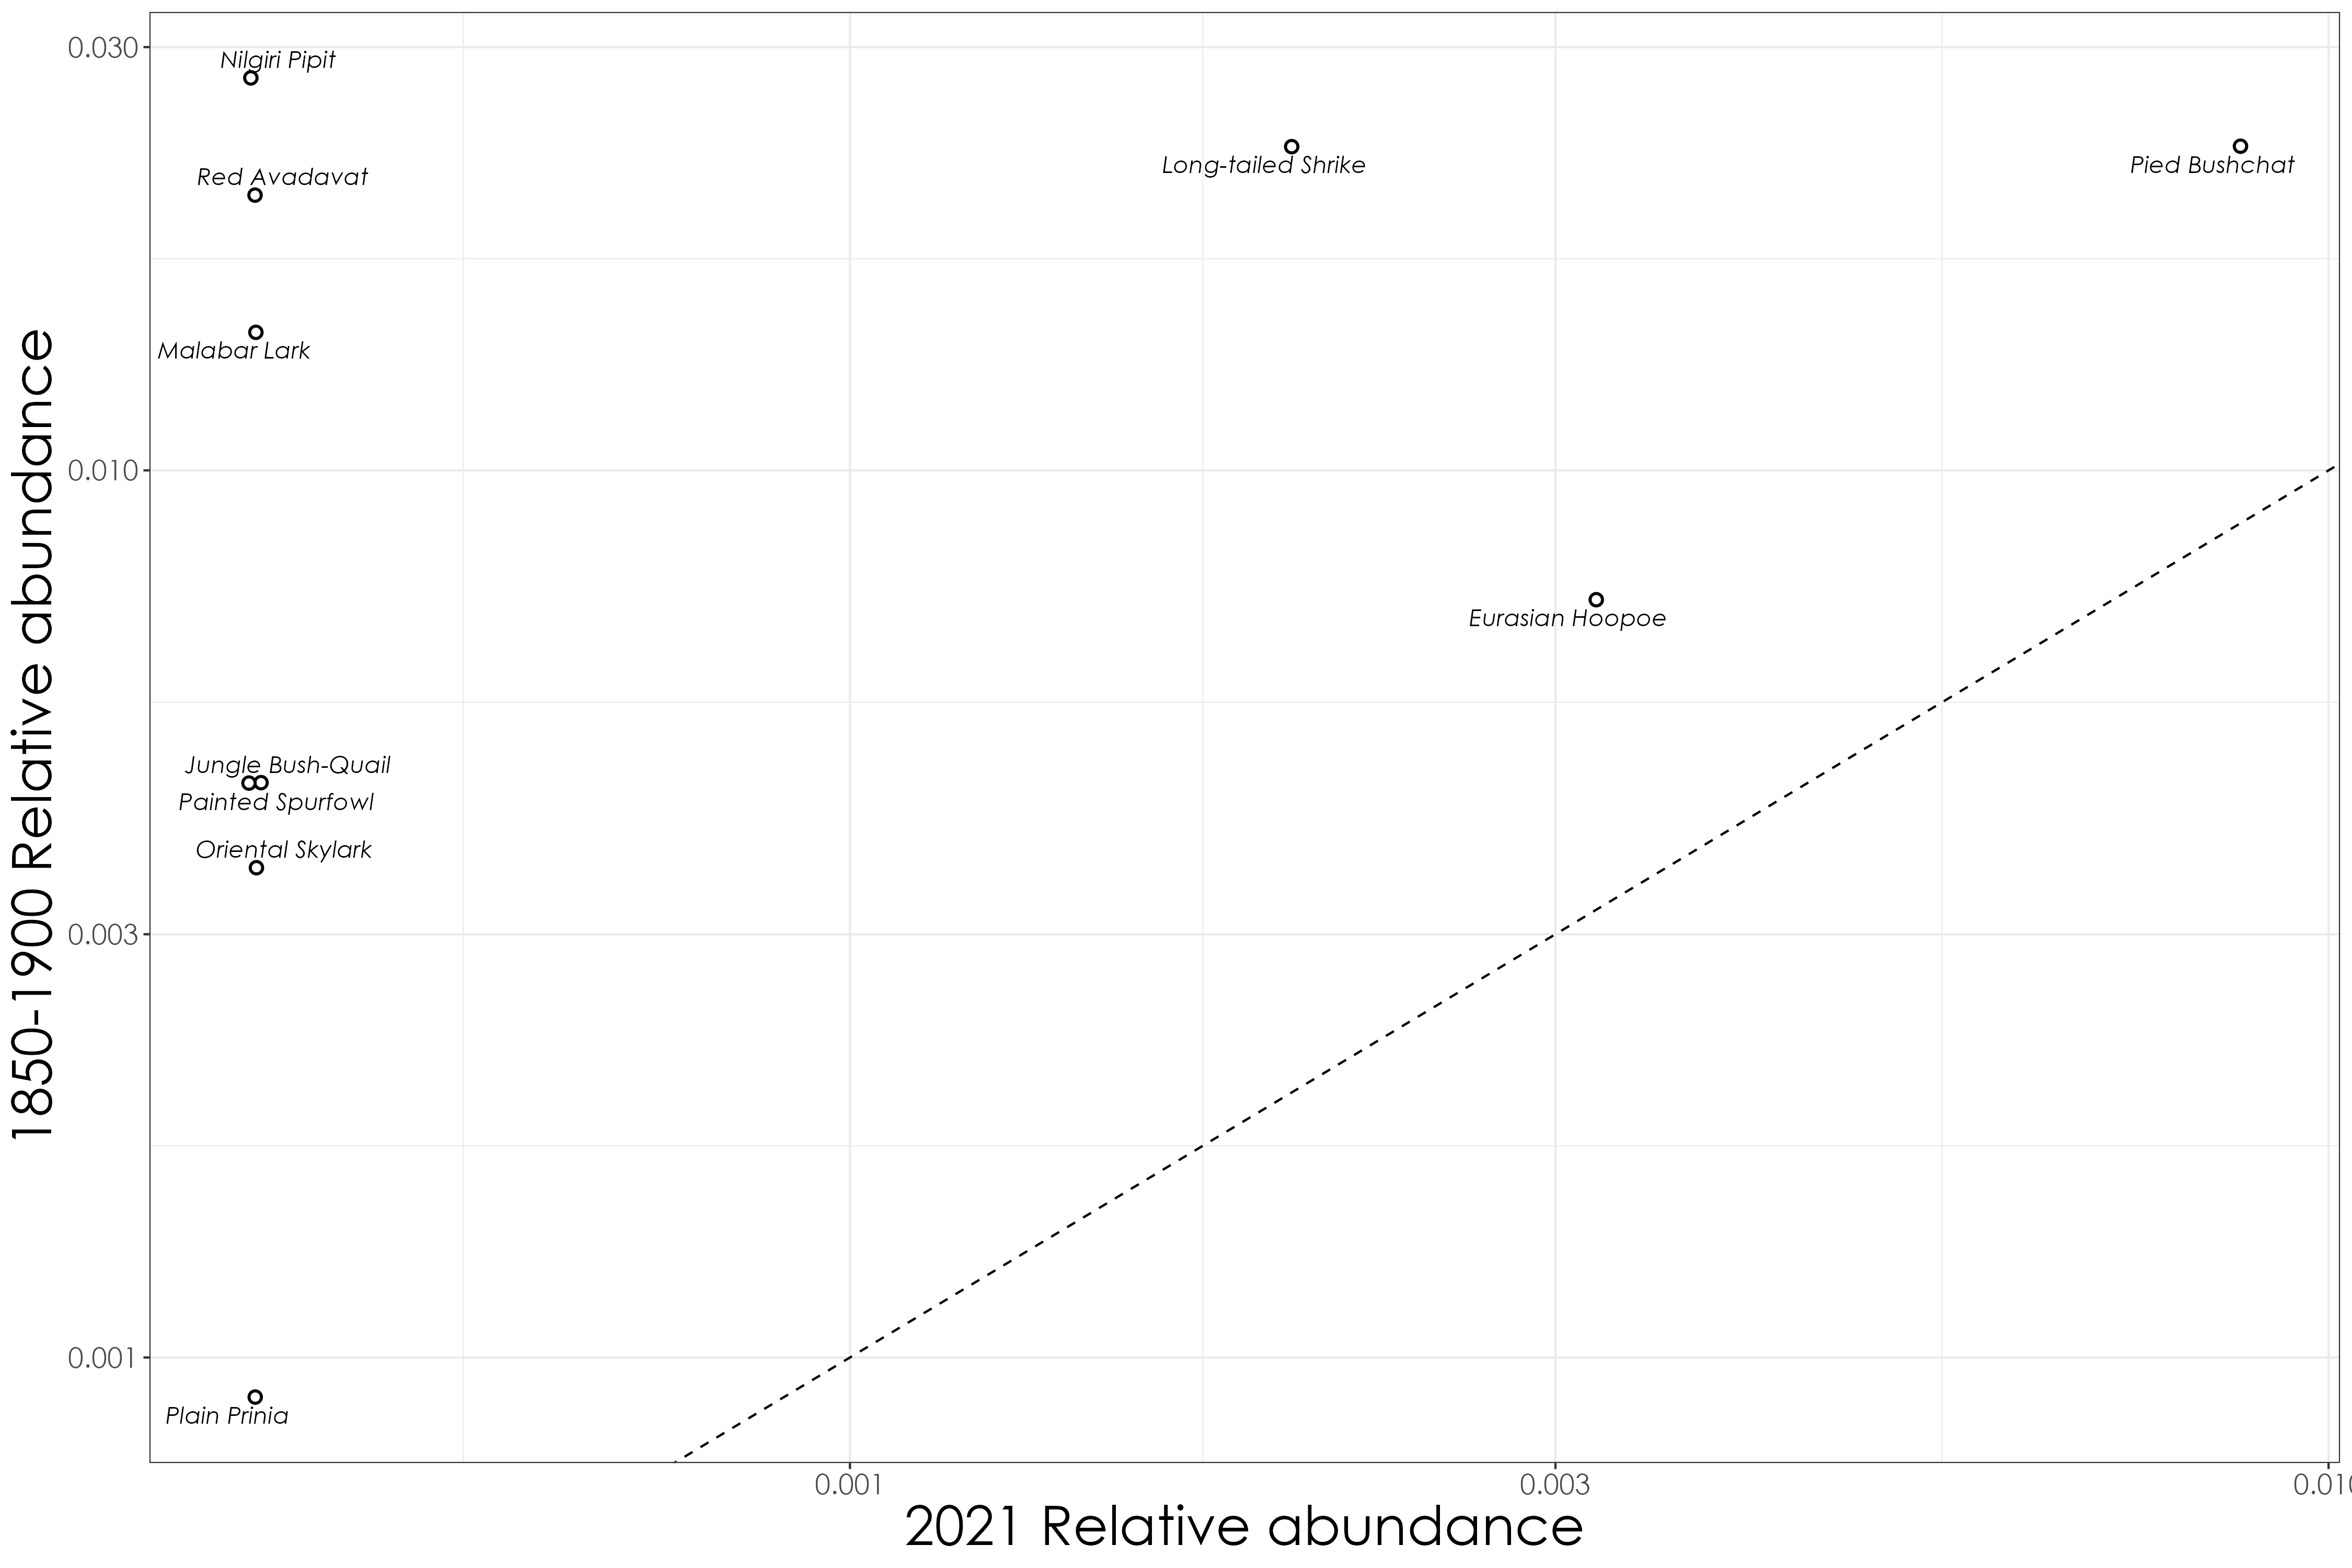 0.030
Nilgiri Pipit
Red Avadavat
Long-tailed Shrike
Pied Bushchat
Malabar Lark
0.010
Eurasian Hoopoe
Jungle Bush-Quail
Painted Spurfowl
Oriental Skylark
0.003
0.001
Plain Prinia
1850-1900 Relative abundance
0.001
0.003
0.010
2021 Relative abundance